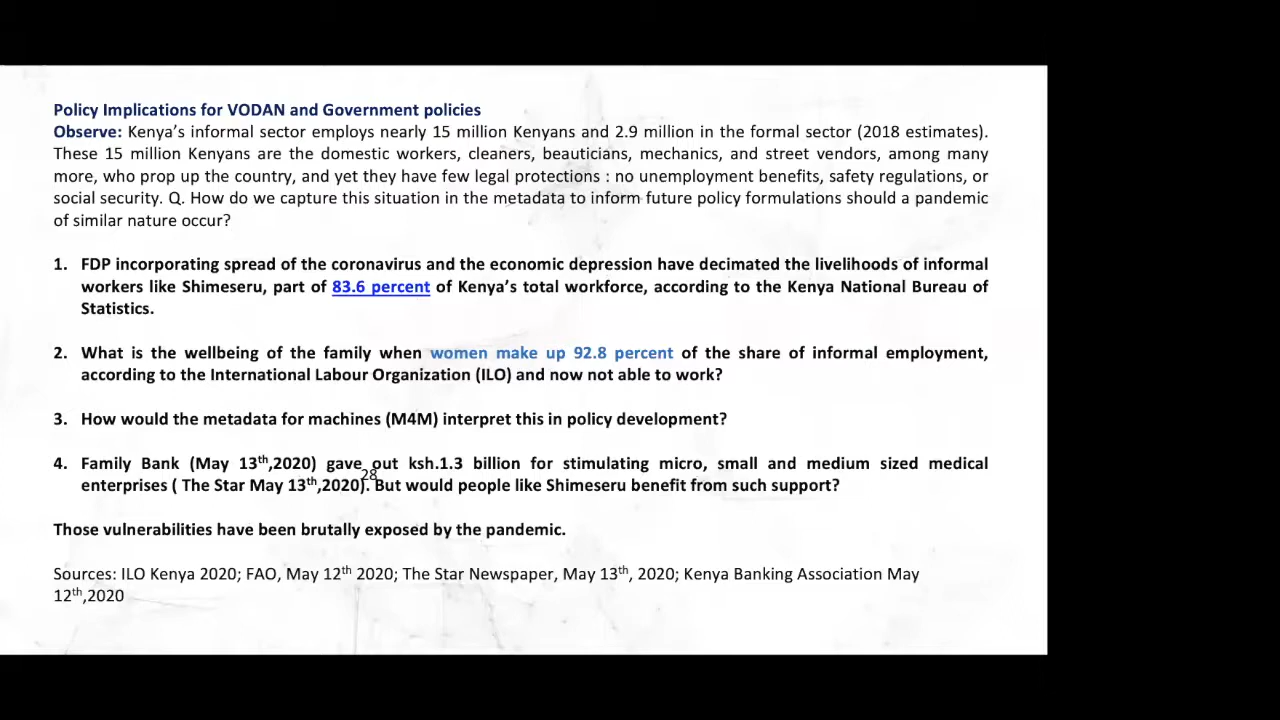 Policy Implications for VODAN and Government policies
Observe: Kenya's informal sector employs nearly 15 million Kenyans and 2.9 million in the formal sector (2018 estimates).
These 15 million Kenyans are the domestic workers, cleaners, beauticians, mechanics, and street vendors, among many
more, who prop up the country, and yet they have few legal protections : no unemployment benefits, safety regulations, or
social security. Q. How do we capture this situation in the metadata to inform future policy formulations should a pandemic
of similar nature occur?
1. FDP incorporating spread of the coronavirus and the economic depression have decimated the livelihoods of informal
workers like Shimeseru, part of 83.6 percent of Kenya's total workforce, according to the Kenya National Bureau of
Statistics.
2. What is the wellbeing of the family when women make up 92.8 percent of the share of informal employment,
according to the International Labour Organization (ILO) and now not able to work?
3. How would the metadata for machines (M4M) interpret this in policy development?
4. Family Bank (May 13th,2020) gave out ksh.1.3 billion for stimulating micro, small and medium sized medical
28
enterprises ( The Star May 13th,2020). But would people like Shimeseru benefit from such support?
Those vulnerabilities have been brutally exposed by the pandemic.
Sources: ILO Kenya 2020; FAO, May 12th 2020; The Star Newspaper, May 13th, 2020; Kenya Banking Association May
12th,2020